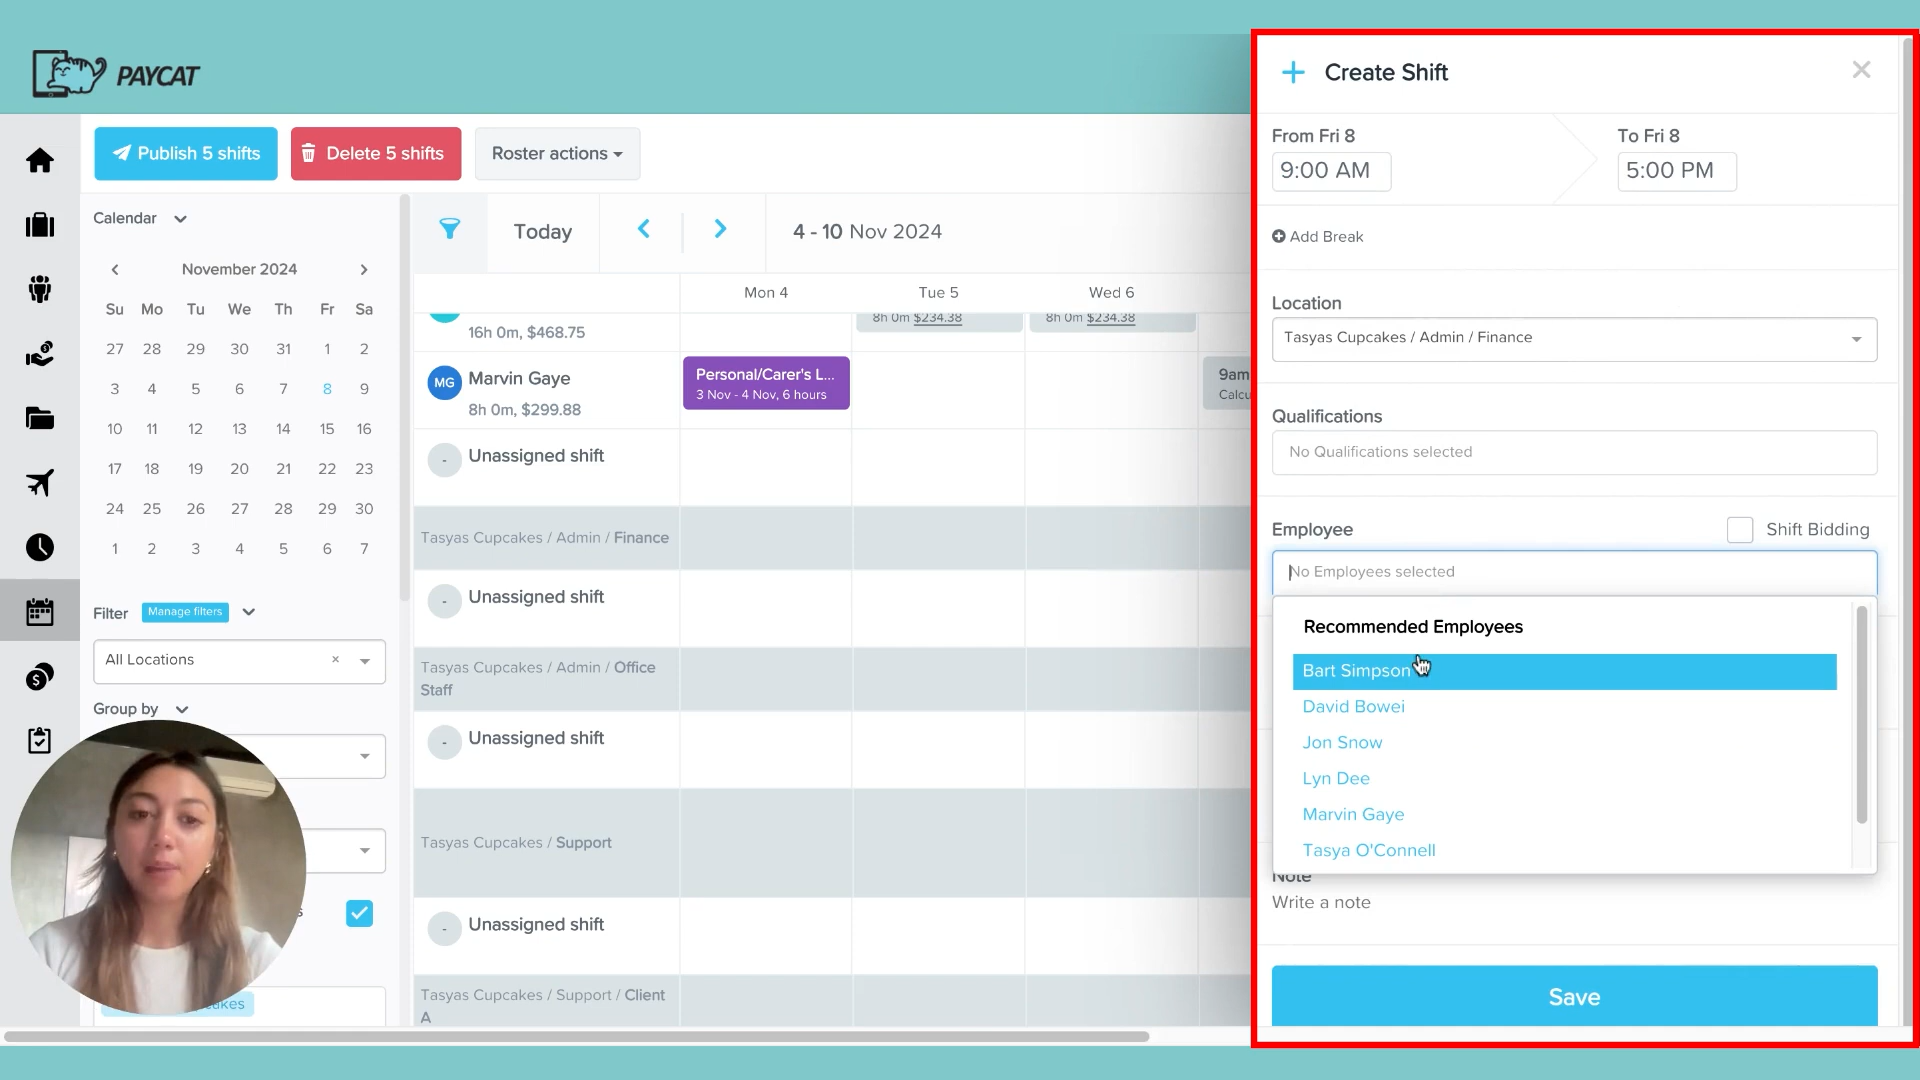 PAYCAT
Publish 5 shifts
Delete 5 shifts
Roster actions
Calendar
November 2024
Su Mo Tu We Th Fr Sa
27 28 29 30 31 1 2
3 4 5 6 7 8 9
10 11 12 13 14 15 16
17 18 19 20 21 22 23
24 25 26 27 28 29 30
1 2 3 4 5 6 7
Filter Manage filters
All Locations ×
Group by
Today
4 - 10 Nov 2024
Mon 4 Tue 5 Wed 6
16h 0m, $468.75
8h 0m $234.38
8h 0m $234.38
MG Marvin Gaye
8h 0m, $299.88
Personal/Carer's L...
3 Nov - 4 Nov, 6 hours
9am
Calcu
- Unassigned shift
Tasyas Cupcakes / Admin / Finance
- Unassigned shift
Tasyas Cupcakes / Admin / Office
Staff
- Unassigned shift
Tasyas Cupcakes / Support
- Unassigned shift
Tasyas Cupcakes / Support / Client
A
Create Shift
From Fri 8
9:00 AM
To Fri 8
5:00 PM
Add Break
Location
Tasyas Cupcakes / Admin / Finance
Qualifications
No Qualifications selected
Employee
Shift Bidding
No Employees selected
Recommended Employees
Bart Simpson
David Bowei
Jon Snow
Lyn Dee
Marvin Gaye
Tasya O'Connell
Note
Write a note
Save